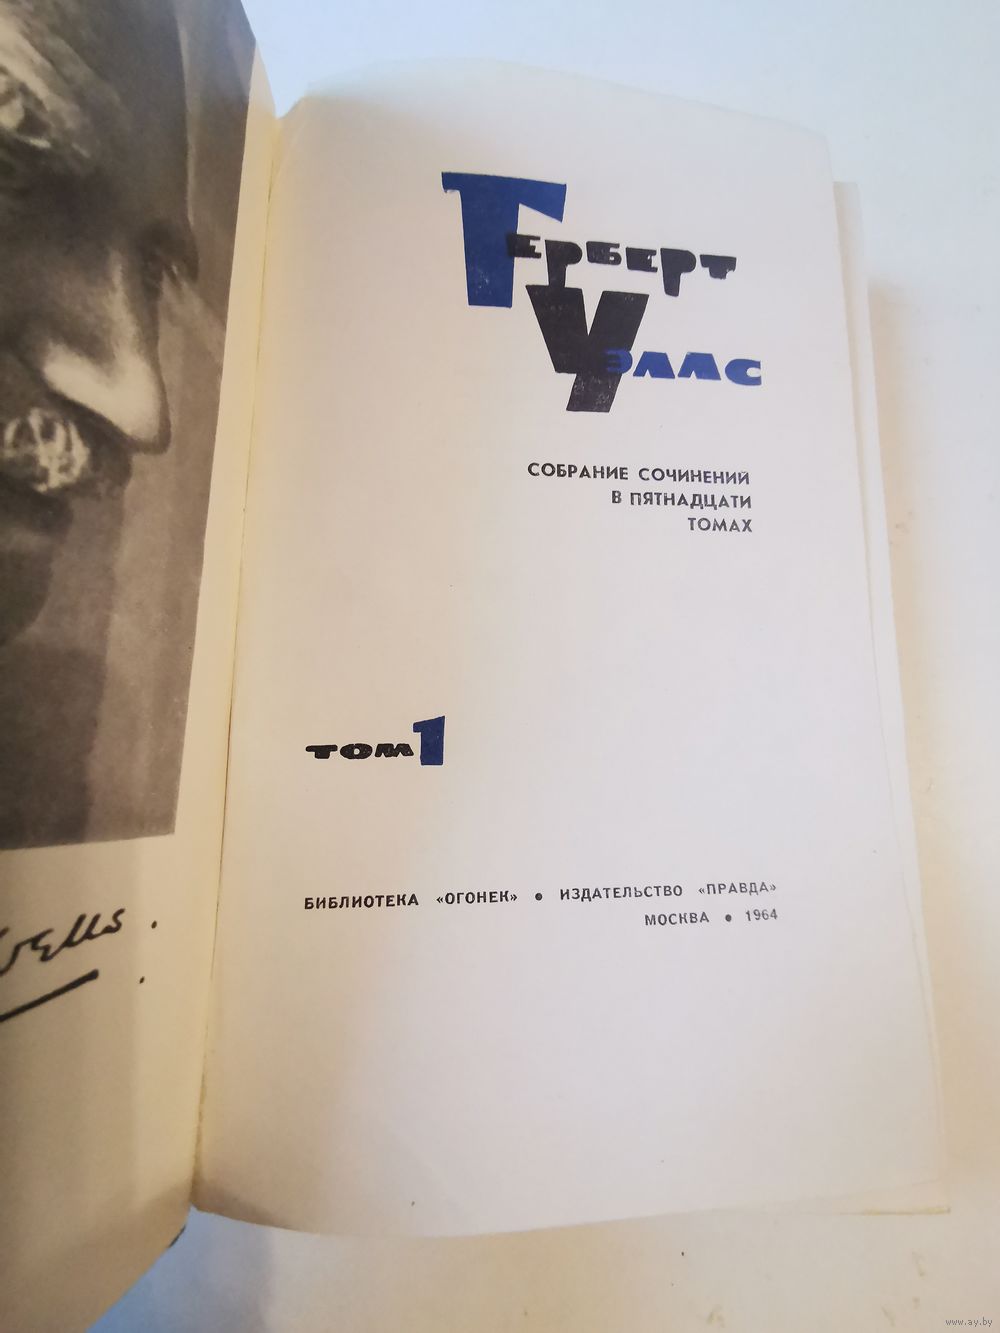 Герберт
Уэллс
СОБРАНИЕ СОЧИНЕНИЙ
В ПЯТНАДЦАТИ
ТОМАХ
ТОМ 1
БИБЛИОТЕКА «ОГОНЕК» • ИЗДАТЕЛЬСТВО «ПРАВДА»
МОСКВА • 1964
www.ay.by